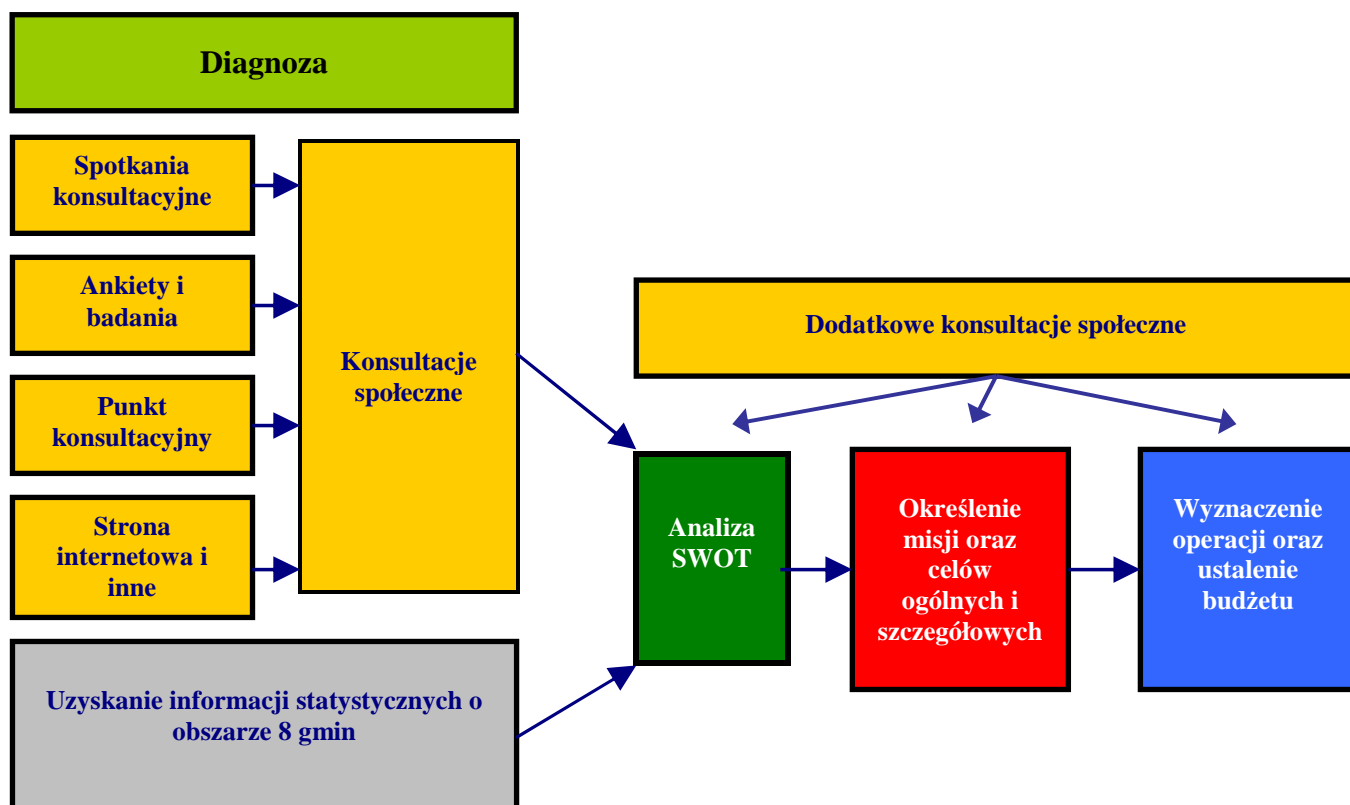 Diagnoza
Spotkania
konsultacyjne
Ankiety i
badania
Punkt
konsultacyjny
Strona
internetowa i
inne
Konsultacje
społeczne
Uzyskanie informacji statystycznych o
obszarze 8 gmin
Dodatkowe konsultacje społeczne
Analiza
SWOT
Określenie
misji oraz
celów
ogólnych i
szczegółowych
Wyznaczenie
operacji oraz
ustalenie
budżetu